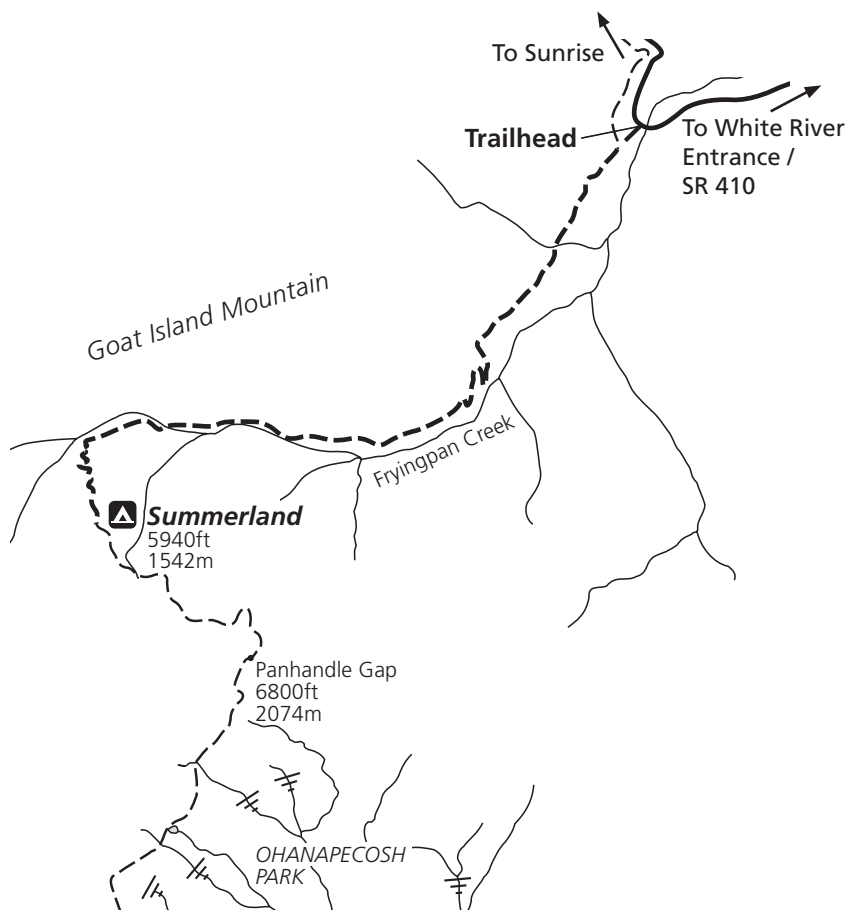 To Sunrise
Trailhead
To White River
Entrance /
SR 410
Goat Island Mountain
Fryingpan Creek
Summerland
5940ft
1542m
Panhandle Gap
6800ft
2074m
OHANAPECOSH
PARK